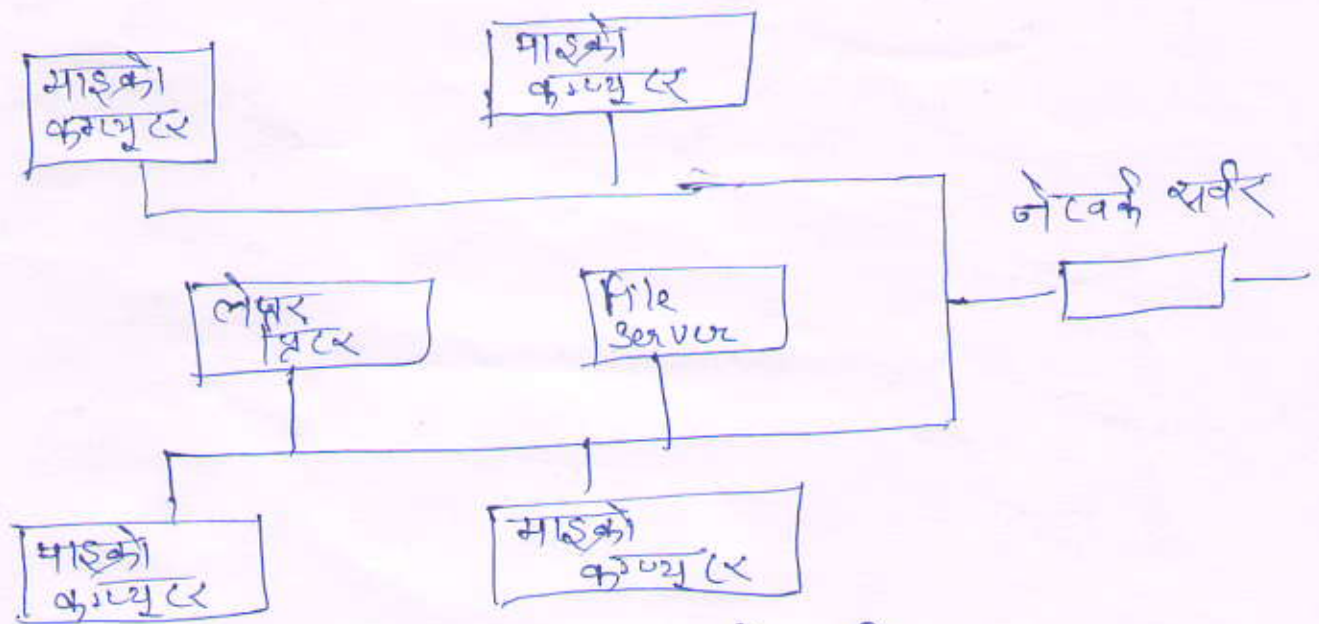 माइक्रो
कम्प्यूटर
माइक्रो
कम्प्यूटर
नेटवर्क सर्वर
लेजर
प्रिंटर
File
Server
माइक्रो
कम्प्यूटर
माइक्रो
कम्प्यूटर